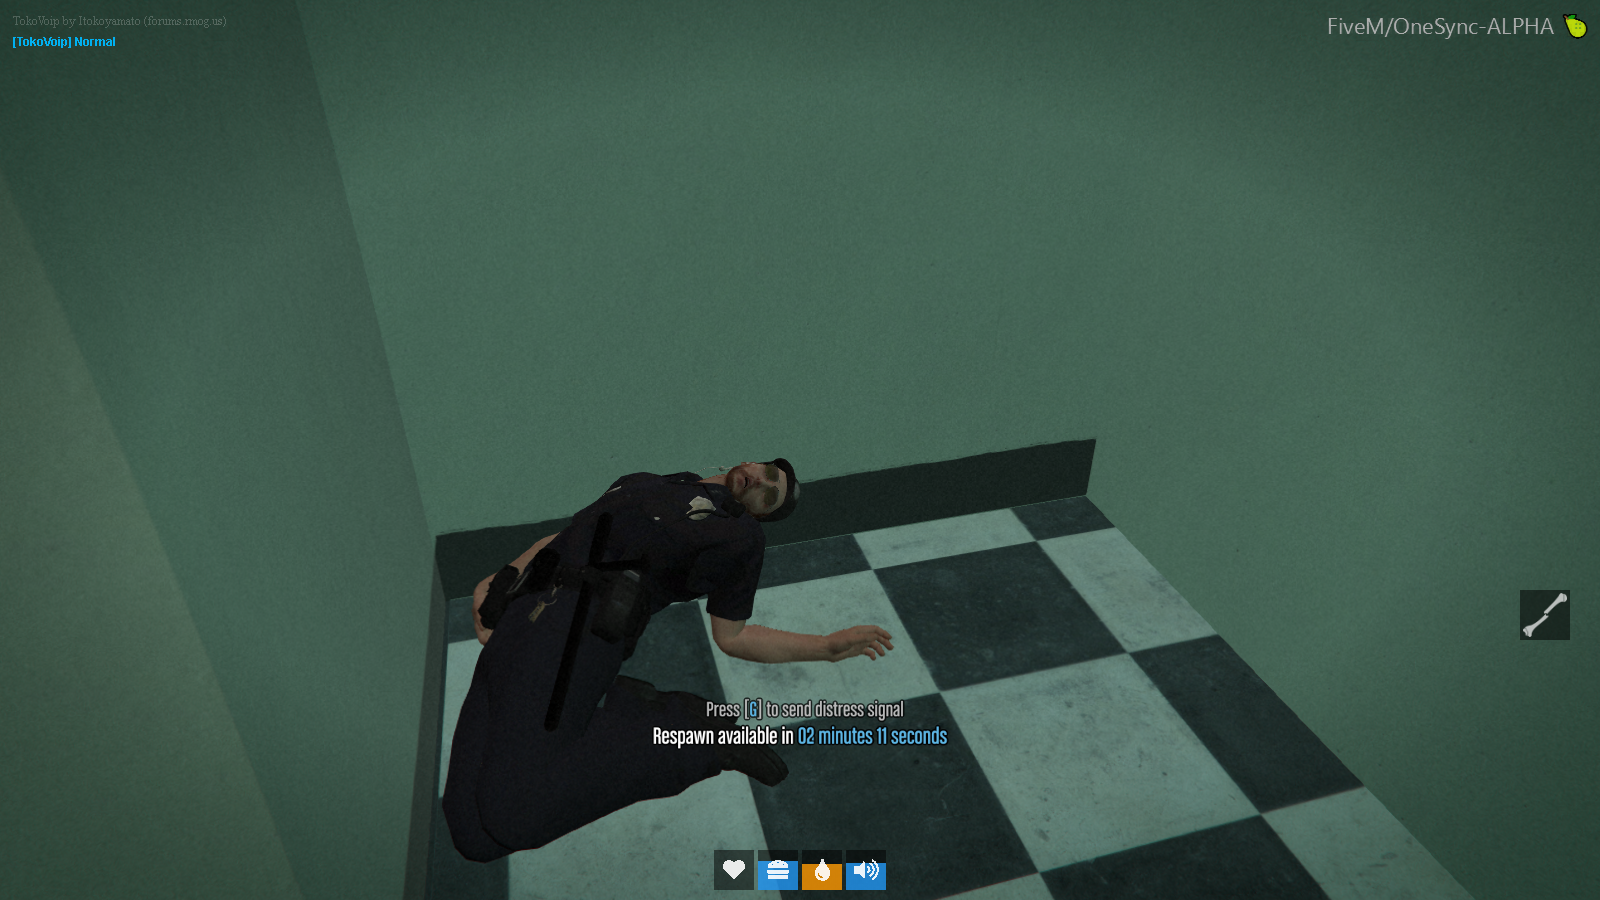 TokoVoip by Itokoyamato (forums.rmog.us)
[TokoVoip] Normal
FiveM/OneSync-ALPHA
Press [G] to send distress signal
Respawn available in 02 minutes 11 seconds